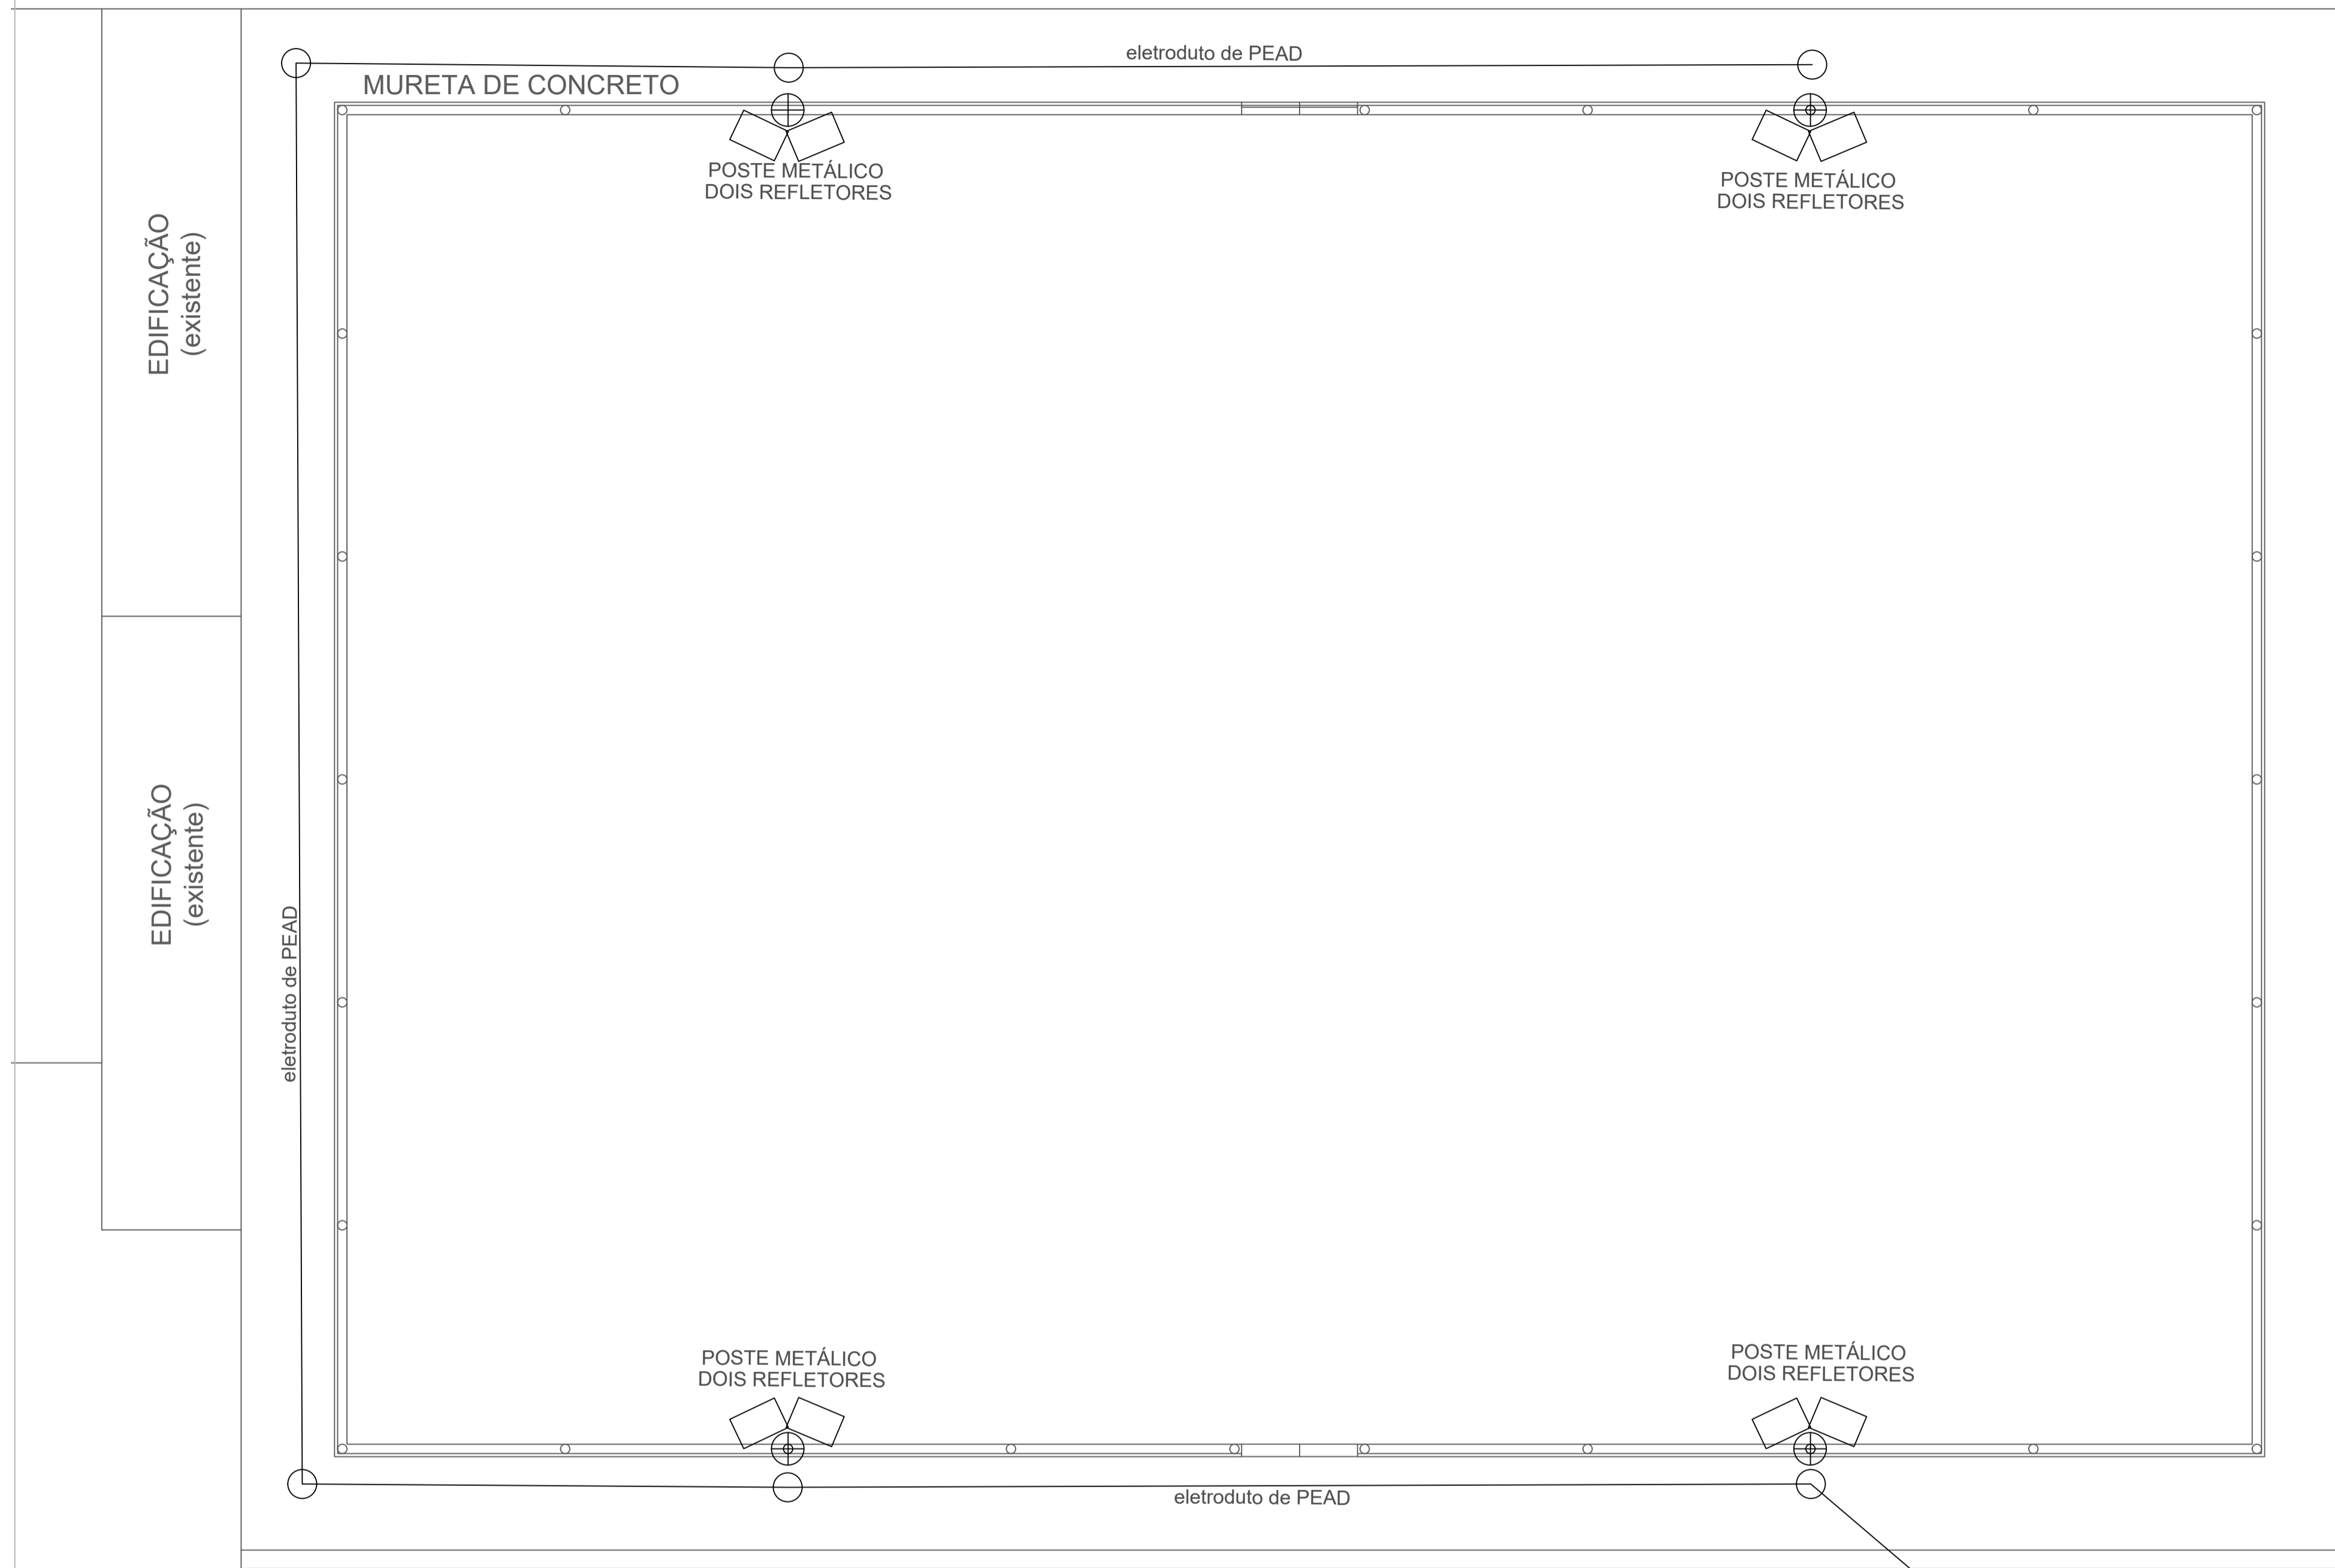 eletroduto de PEAD
MURETA DE CONCRETO
POSTE METÁLICO
DOIS REFLETORES
POSTE METÁLICO
DOIS REFLETORES
EDIFICAÇÃO
(existente)
EDIFICAÇÃO
(existente)
eletroduto de PEAD
POSTE METÁLICO
DOIS REFLETORES
POSTE METÁLICO
DOIS REFLETORES
eletroduto de PEAD